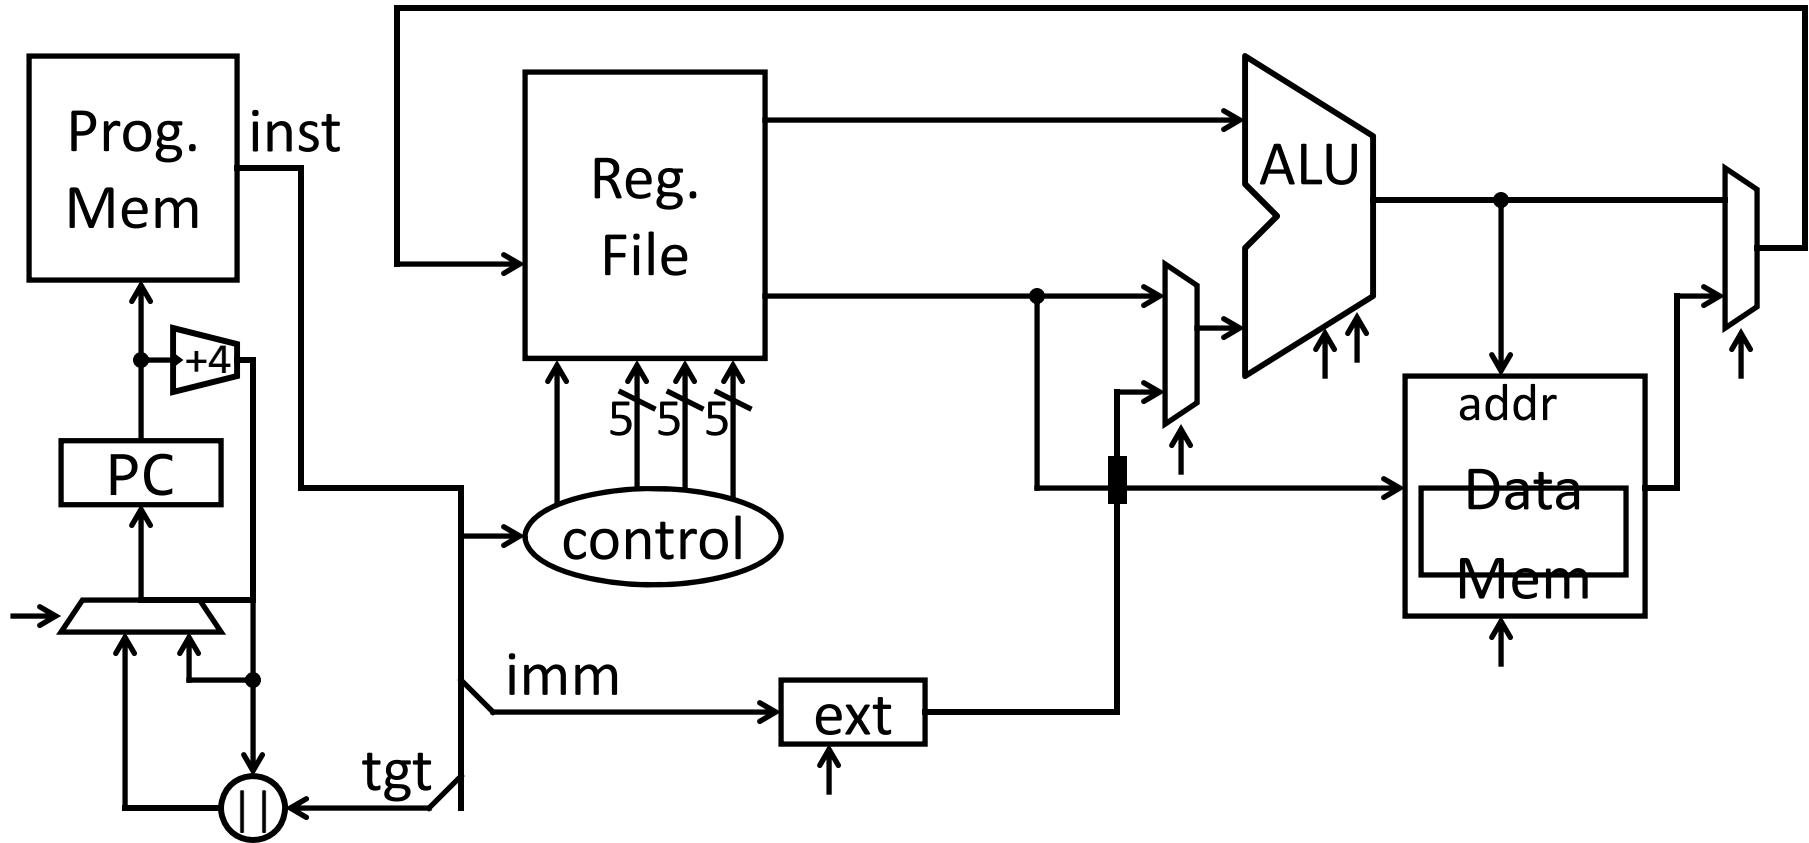 Prog.
Mem
inst
Reg.
File
ALU
+4
5 5 5
addr
PC
Data
control
Mem
imm
ext
tgt
||